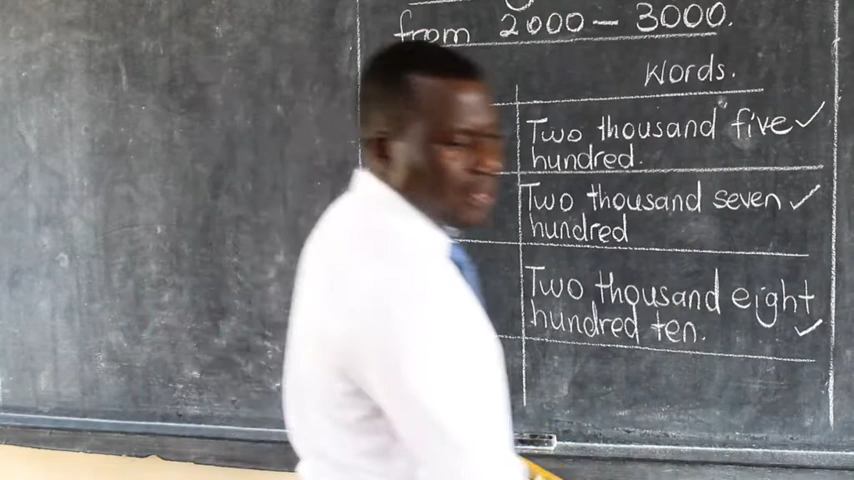 from 2000 – 3000.
Words.
Two thousand five
hundred.
Two thousand seven
hundred
Two thousand eight
hundred ten.